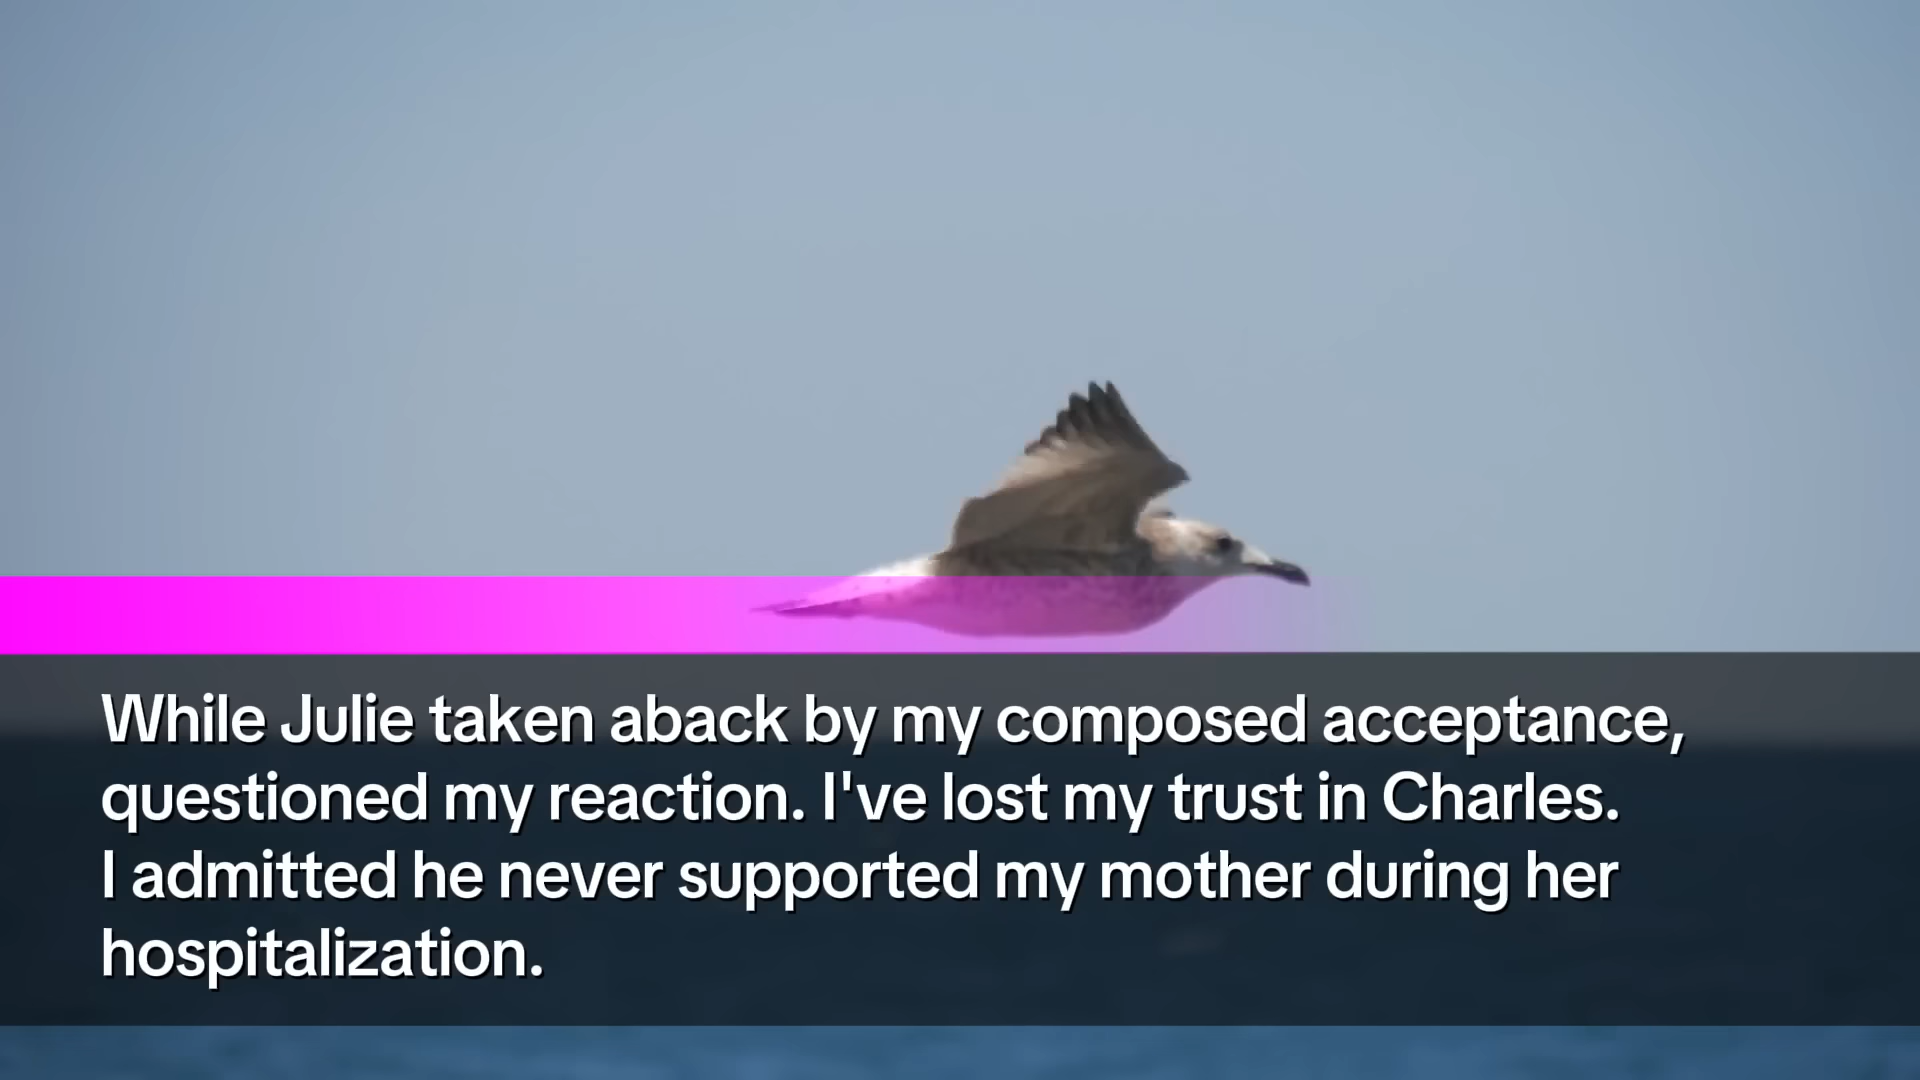 While Julie taken aback by my composed acceptance,
questioned my reaction. I've lost my trust in Charles.
I admitted he never supported my mother during her
hospitalization.